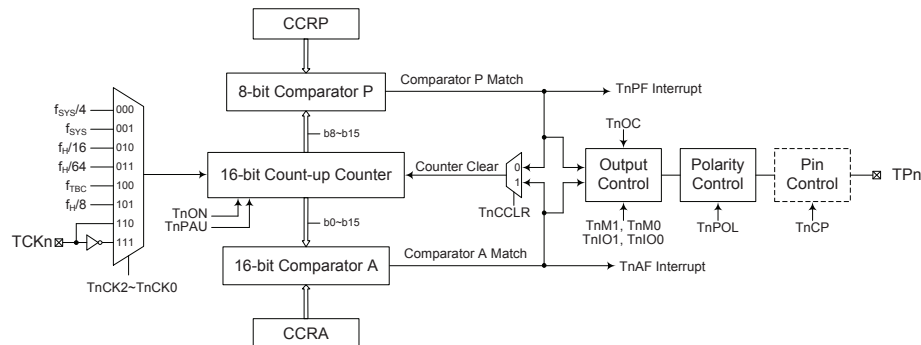 CCRP
8-bit Comparator P
Comparator P Match
TnPF Interrupt
b8~b15
TnOC
fSYS/4
000
fSYS
001
fH/16
010
fH/64
011
fTBC
100
fH/8
101
110
TCKn
111
TnCK2~TnCK0
16-bit Count-up Counter
TnON
TnPAU
b0~b15
Counter Clear
0
1
TnCCLR
Output
Control
TnM1, TnM0
TnIO1, TnIO0
Polarity
Control
TnPOL
Pin
Control
TnCP
TPn
16-bit Comparator A
Comparator A Match
TnAF Interrupt
CCRA